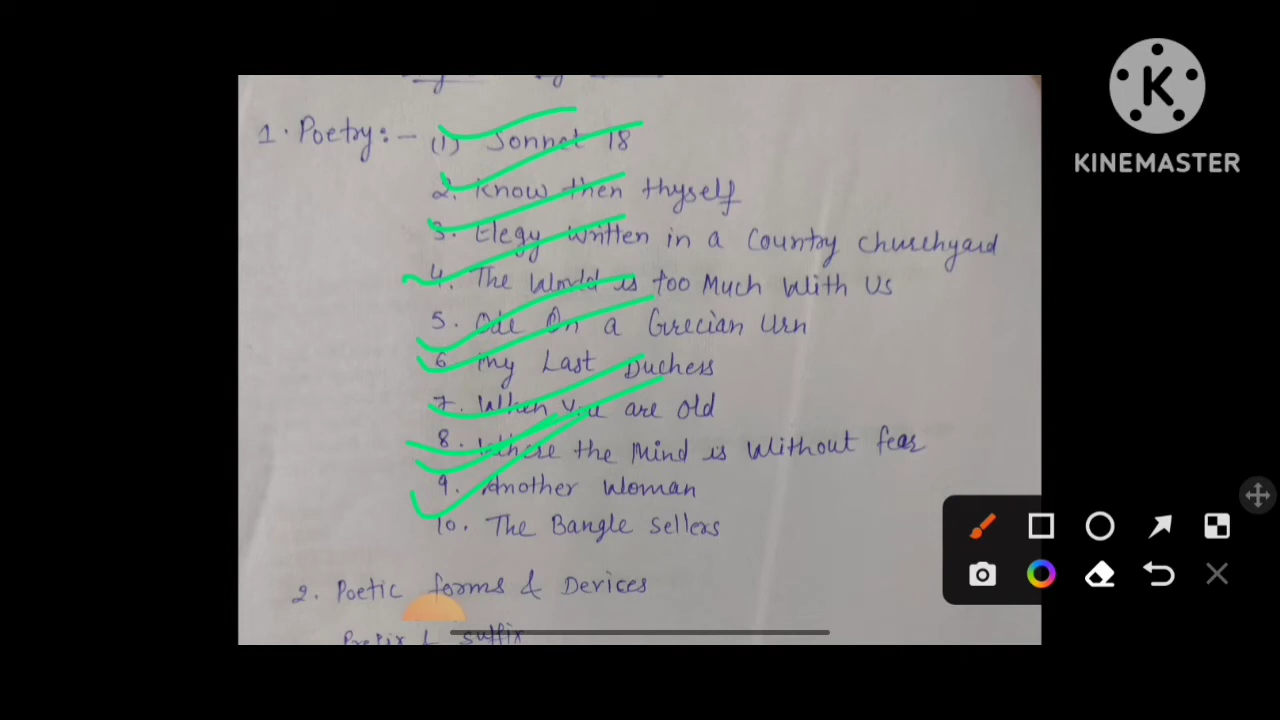 KINEMASTER
1. Poetry:- (1) Sonnet 18
2. Know then thyself
3. Elegy Written in a Country Churchyard
4. The World is too Much With Us
5. Ode On a Grecian Urn
6 My Last Duchess
7. When You are old
8. Where the Mind is Without fear
9. Another Woman
10. The Bangle Sellers
2. Poetic forms & Devices
Prefix & suffix